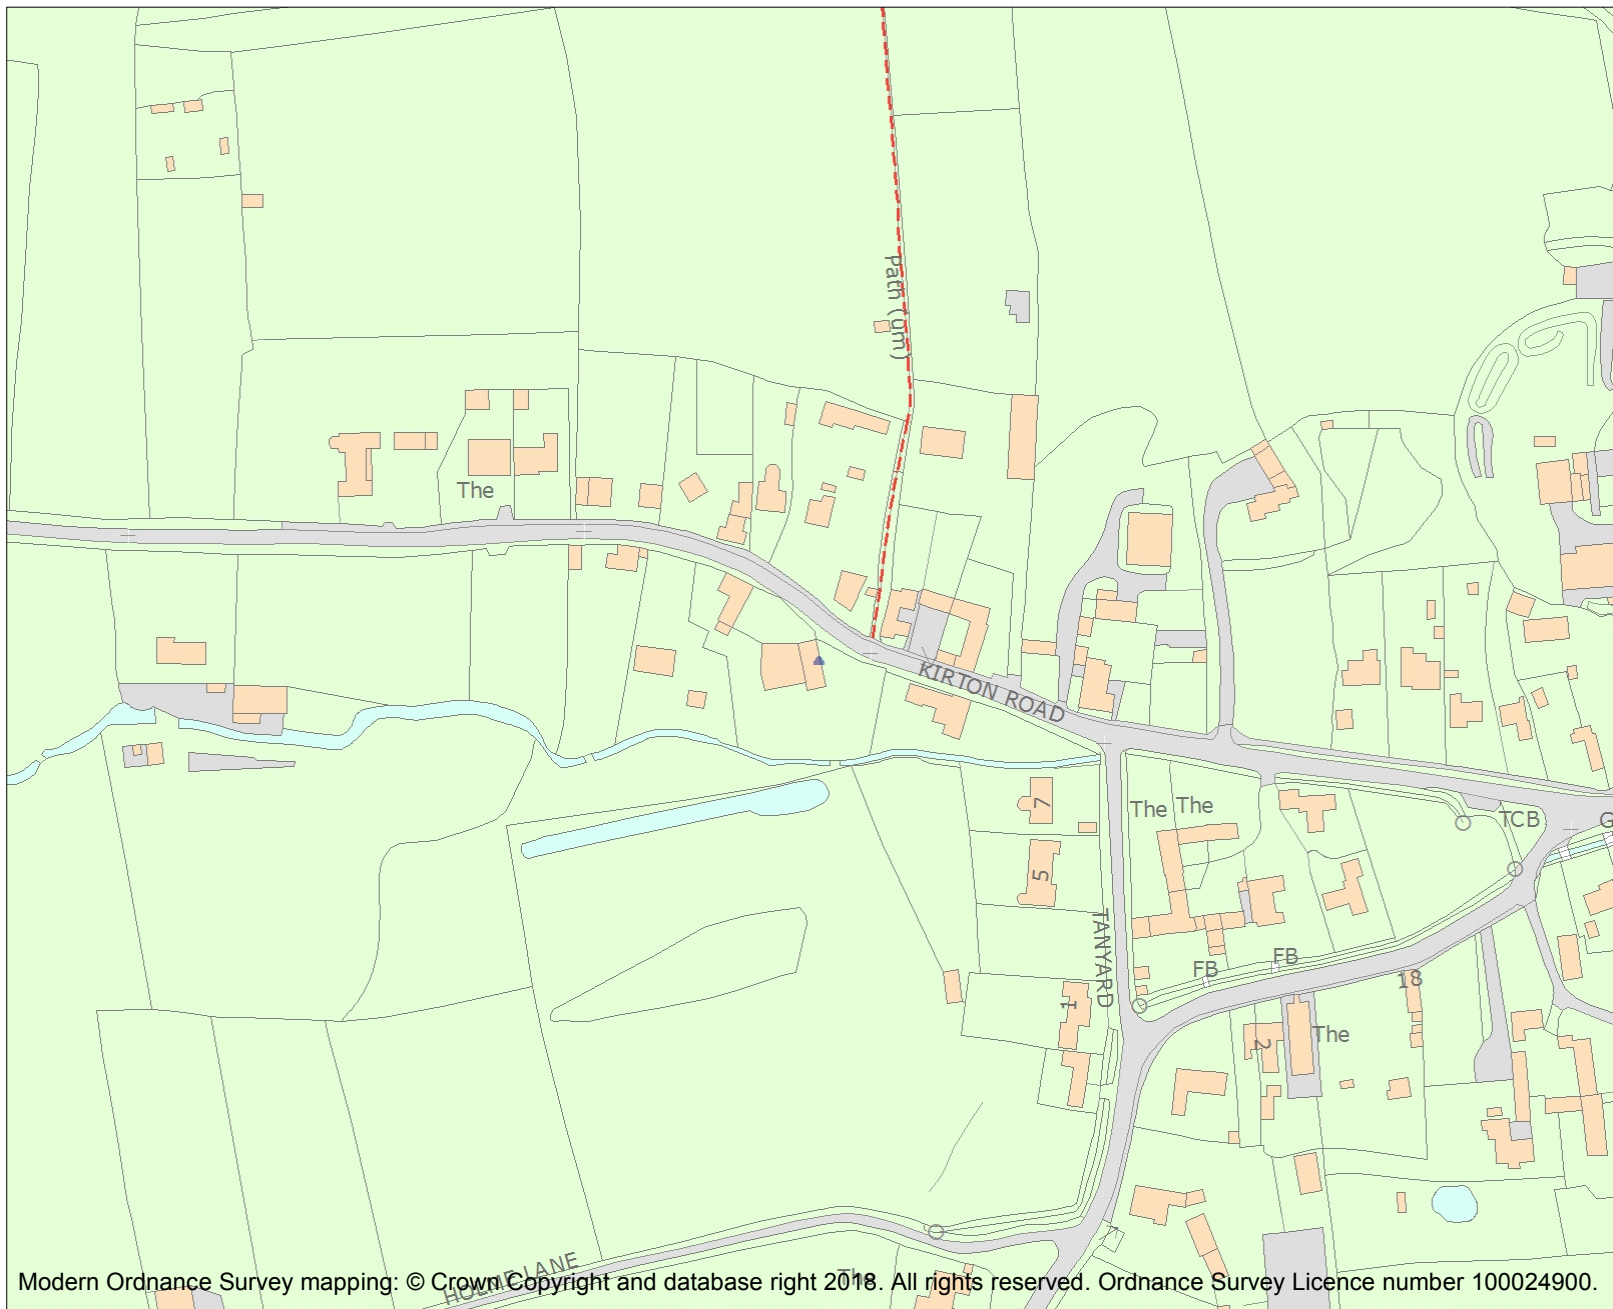 Path (um)
The
KIRTON ROAD
7
The The
TCB
G
5
TANYARD
FB
FB
18
1
2
The
HOLME LANE
The
Modern Ordnance Survey mapping: © Crown Copyright and database right 2018. All rights reserved. Ordnance Survey Licence number 100024900.